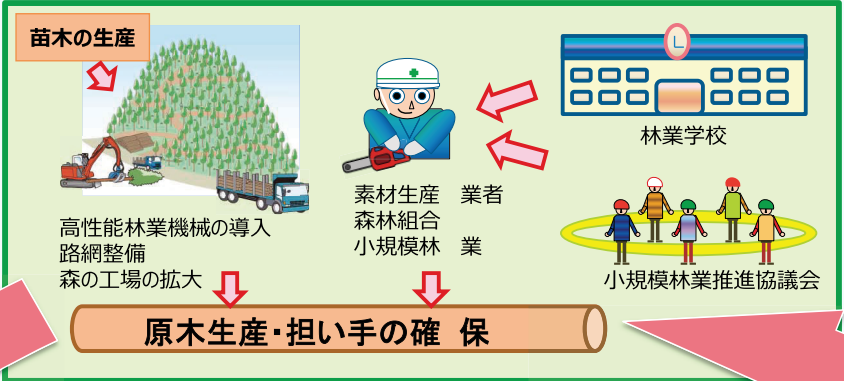 苗木の生産
高性能林業機械の導入
路網整備
森の工場の拡大
素材生産　業者
森林組合
小規模林　業
林業学校
小規模林業推進協議会
原木生産・担い手の確　保